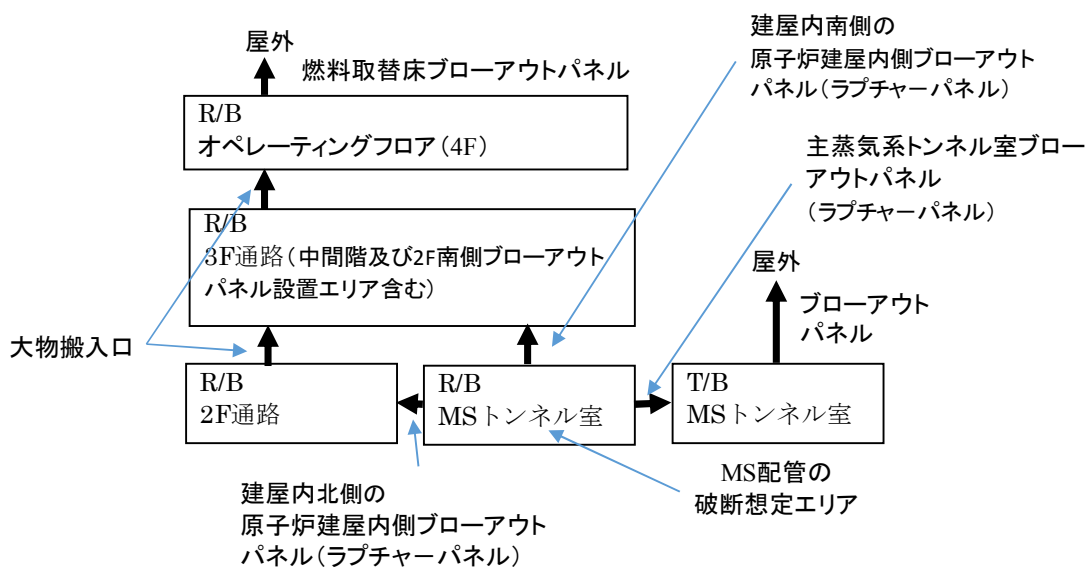 建屋内南側の
原子炉建屋内側ブローアウト
パネル(ラプチャーパネル)
屋外
燃料取替床ブローアウトパネル
R/B
オペレーティングフロア(4F)
主蒸気系トンネル室ブロー
アウトパネル
(ラプチャーパネル)
R/B
3F通路(中間階及び2F南側ブローアウト
パネル設置エリア含む)
屋外
ブローアウト
パネル
大物搬入口
R/B
2F通路
R/B
MSトンネル室
T/B
MSトンネル室
建屋内北側の
原子炉建屋内側ブローアウト
パネル(ラプチャーパネル)
MS配管の
破断想定エリア